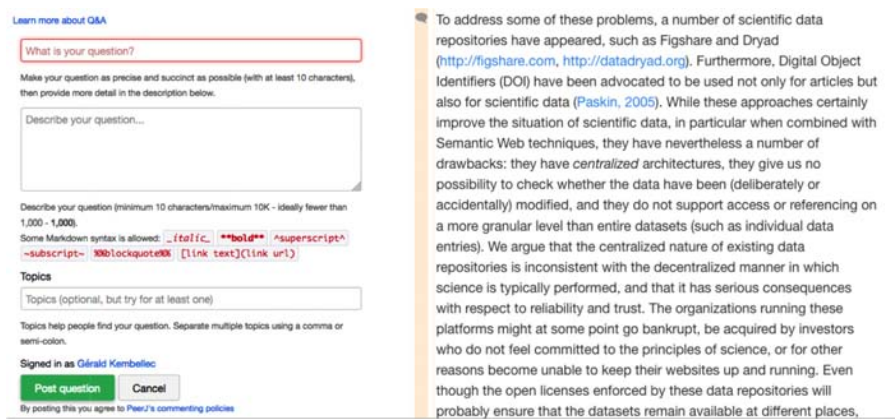 Learn more about Q&A
What is your question?
Make your question as precise and succinct as possible (with at least 10 characters),
then provide more detail in the description below.
Describe your question...
Describe your question (minimum 10 characters/maximum 10K - ideally fewer than
1,000 - 1,000).
Some Markdown syntax is allowed: _italic_ **bold** ^superscript^
~subscript~ %%blockquote%% [link text](link url)
Topics
Topics (optional, but try for at least one)
Topics help people find your question. Separate multiple topics using a comma or
semi-colon.
Signed in as Gérald Kembellec
Post question Cancel
By posting this you agree to PeerJ's commenting policies
To address some of these problems, a number of scientific data
repositories have appeared, such as Figshare and Dryad
(http://figshare.com, http://datadryad.org). Furthermore, Digital Object
Identifiers (DOI) have been advocated to be used not only for articles but
also for scientific data (Paskin, 2005). While these approaches certainly
improve the situation of scientific data, in particular when combined with
Semantic Web techniques, they have nevertheless a number of
drawbacks: they have centralized architectures, they give us no
possibility to check whether the data have been (deliberately or
accidentally) modified, and they do not support access or referencing on
a more granular level than entire datasets (such as individual data
entries). We argue that the centralized nature of existing data
repositories is inconsistent with the decentralized manner in which
science is typically performed, and that it has serious consequences
with respect to reliability and trust. The organizations running these
platforms might at some point go bankrupt, be acquired by investors
who do not feel committed to the principles of science, or for other
reasons become unable to keep their websites up and running. Even
though the open licenses enforced by these data repositories will
probably ensure that the datasets remain available at different places,